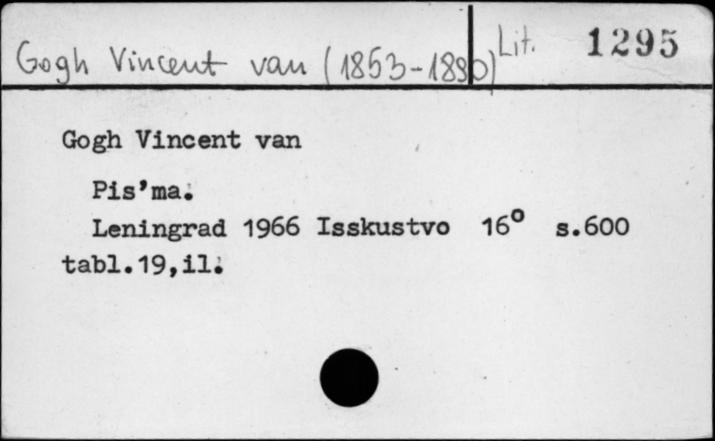 Gogh Vincent van (1853-1890) Lit. 1295
Gogh Vincent van
Pis'ma.
Leningrad 1966 Isskustvo 16° s.600
tabl.19,il.